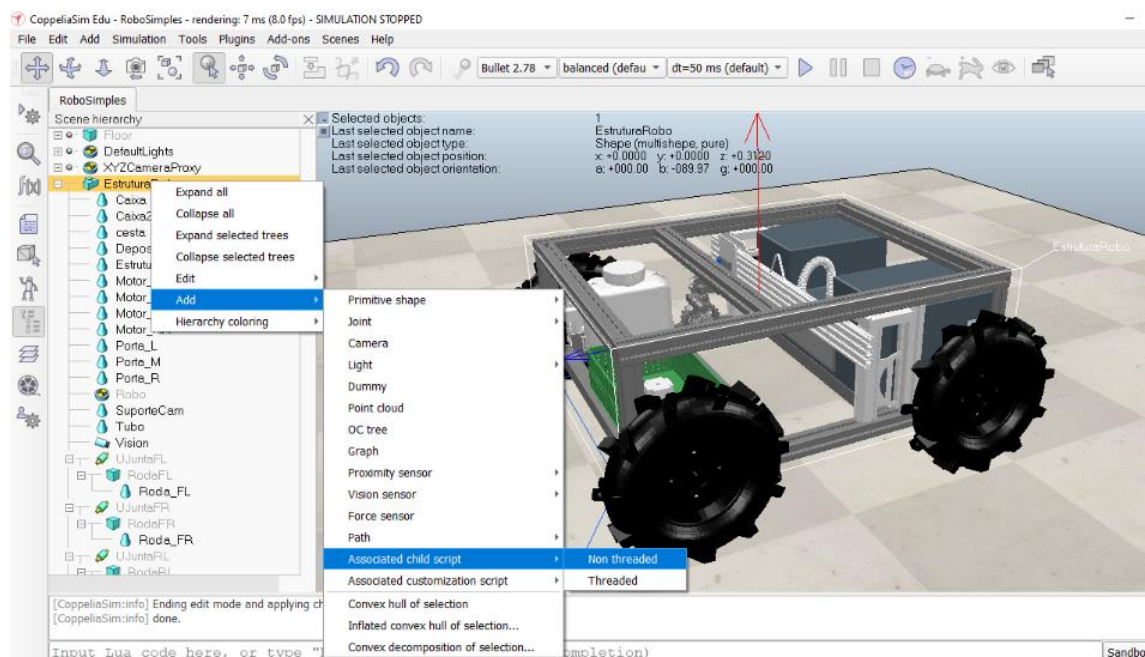 CoppeliaSim Edu - RoboSimples - rendering: 7 ms (8.0 fps) - SIMULATION STOPPED
File Edit Add Simulation Tools Plugins Add-ons Scenes Help
Bullet 2.78 balanced (defau dt=50 ms (default)
RoboSimples
Scene hierarchy
Selected objects: 1
Last selected object name: EstruturaRobo
Last selected object type: Shape (multishape, pure)
Last selected object position: x: +0.0000 y: +0.0000 z: +0.3120
Last selected object orientation: a: +000.00 b: -089.97 g: +000.00
Floor
DefaultLights
XYZCameraProxy
Estrutura
Caixa
Caixa2
cesta
Depos
Estrutu
Motor_
Motor_
Motor_
Motor_
Porta_L
Porta_M
Porta_R
Robo
SuporteCam
Tubo
Vision
UJuntaFL
RodaFL
Roda_FL
UJuntaFR
RodaFR
Roda_FR
UJuntaRL
RodaRL
Expand all
Collapse all
Expand selected trees
Collapse selected trees
Edit
Add
Hierarchy coloring
Primitive shape
Joint
Camera
Light
Dummy
Point cloud
OC tree
Graph
Proximity sensor
Vision sensor
Force sensor
Path
Associated child script
Associated customization script
Convex hull of selection
Inflated convex hull of selection...
Convex decomposition of selection...
Non threaded
Threaded
EstruturaRobo
[CoppeliaSim:info] Ending edit mode and applying ch
[CoppeliaSim:info] done.
Input Lua code here, or type "
ompletion)
Sandbo